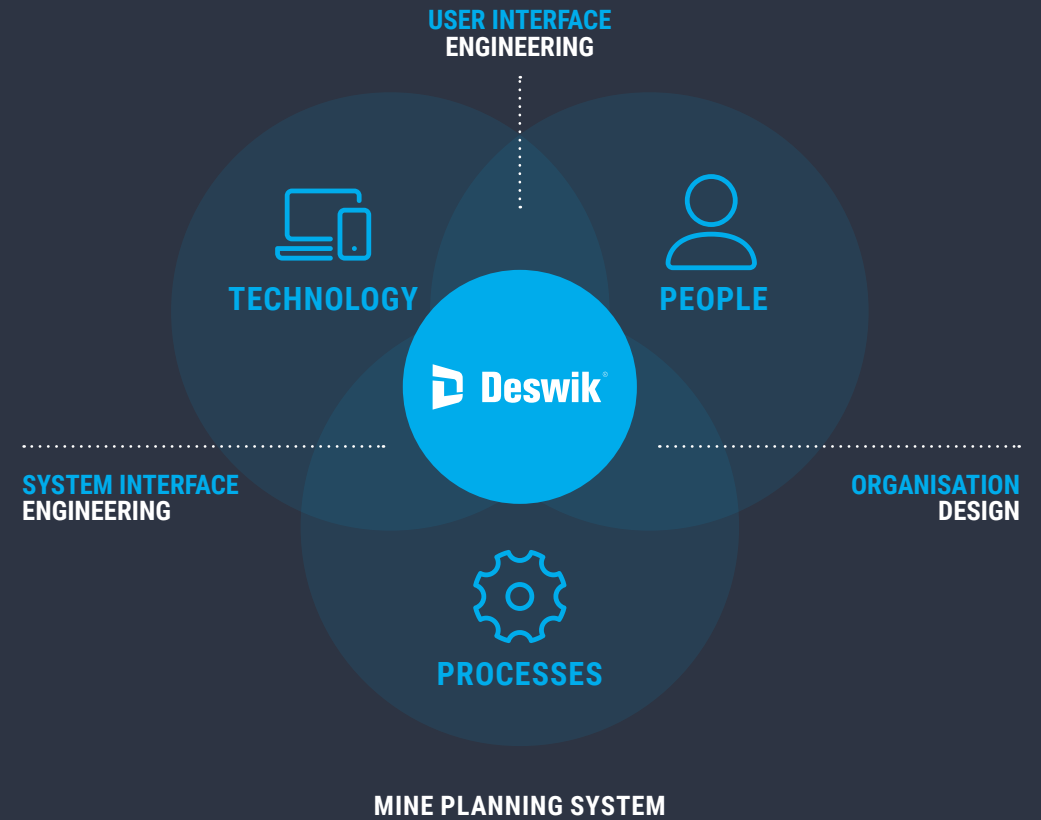 USER INTERFACE
ENGINEERING
TECHNOLOGY
PEOPLE
Deswik®
SYSTEM INTERFACE
ENGINEERING
ORGANISATION
DESIGN
PROCESSES
MINE PLANNING SYSTEM